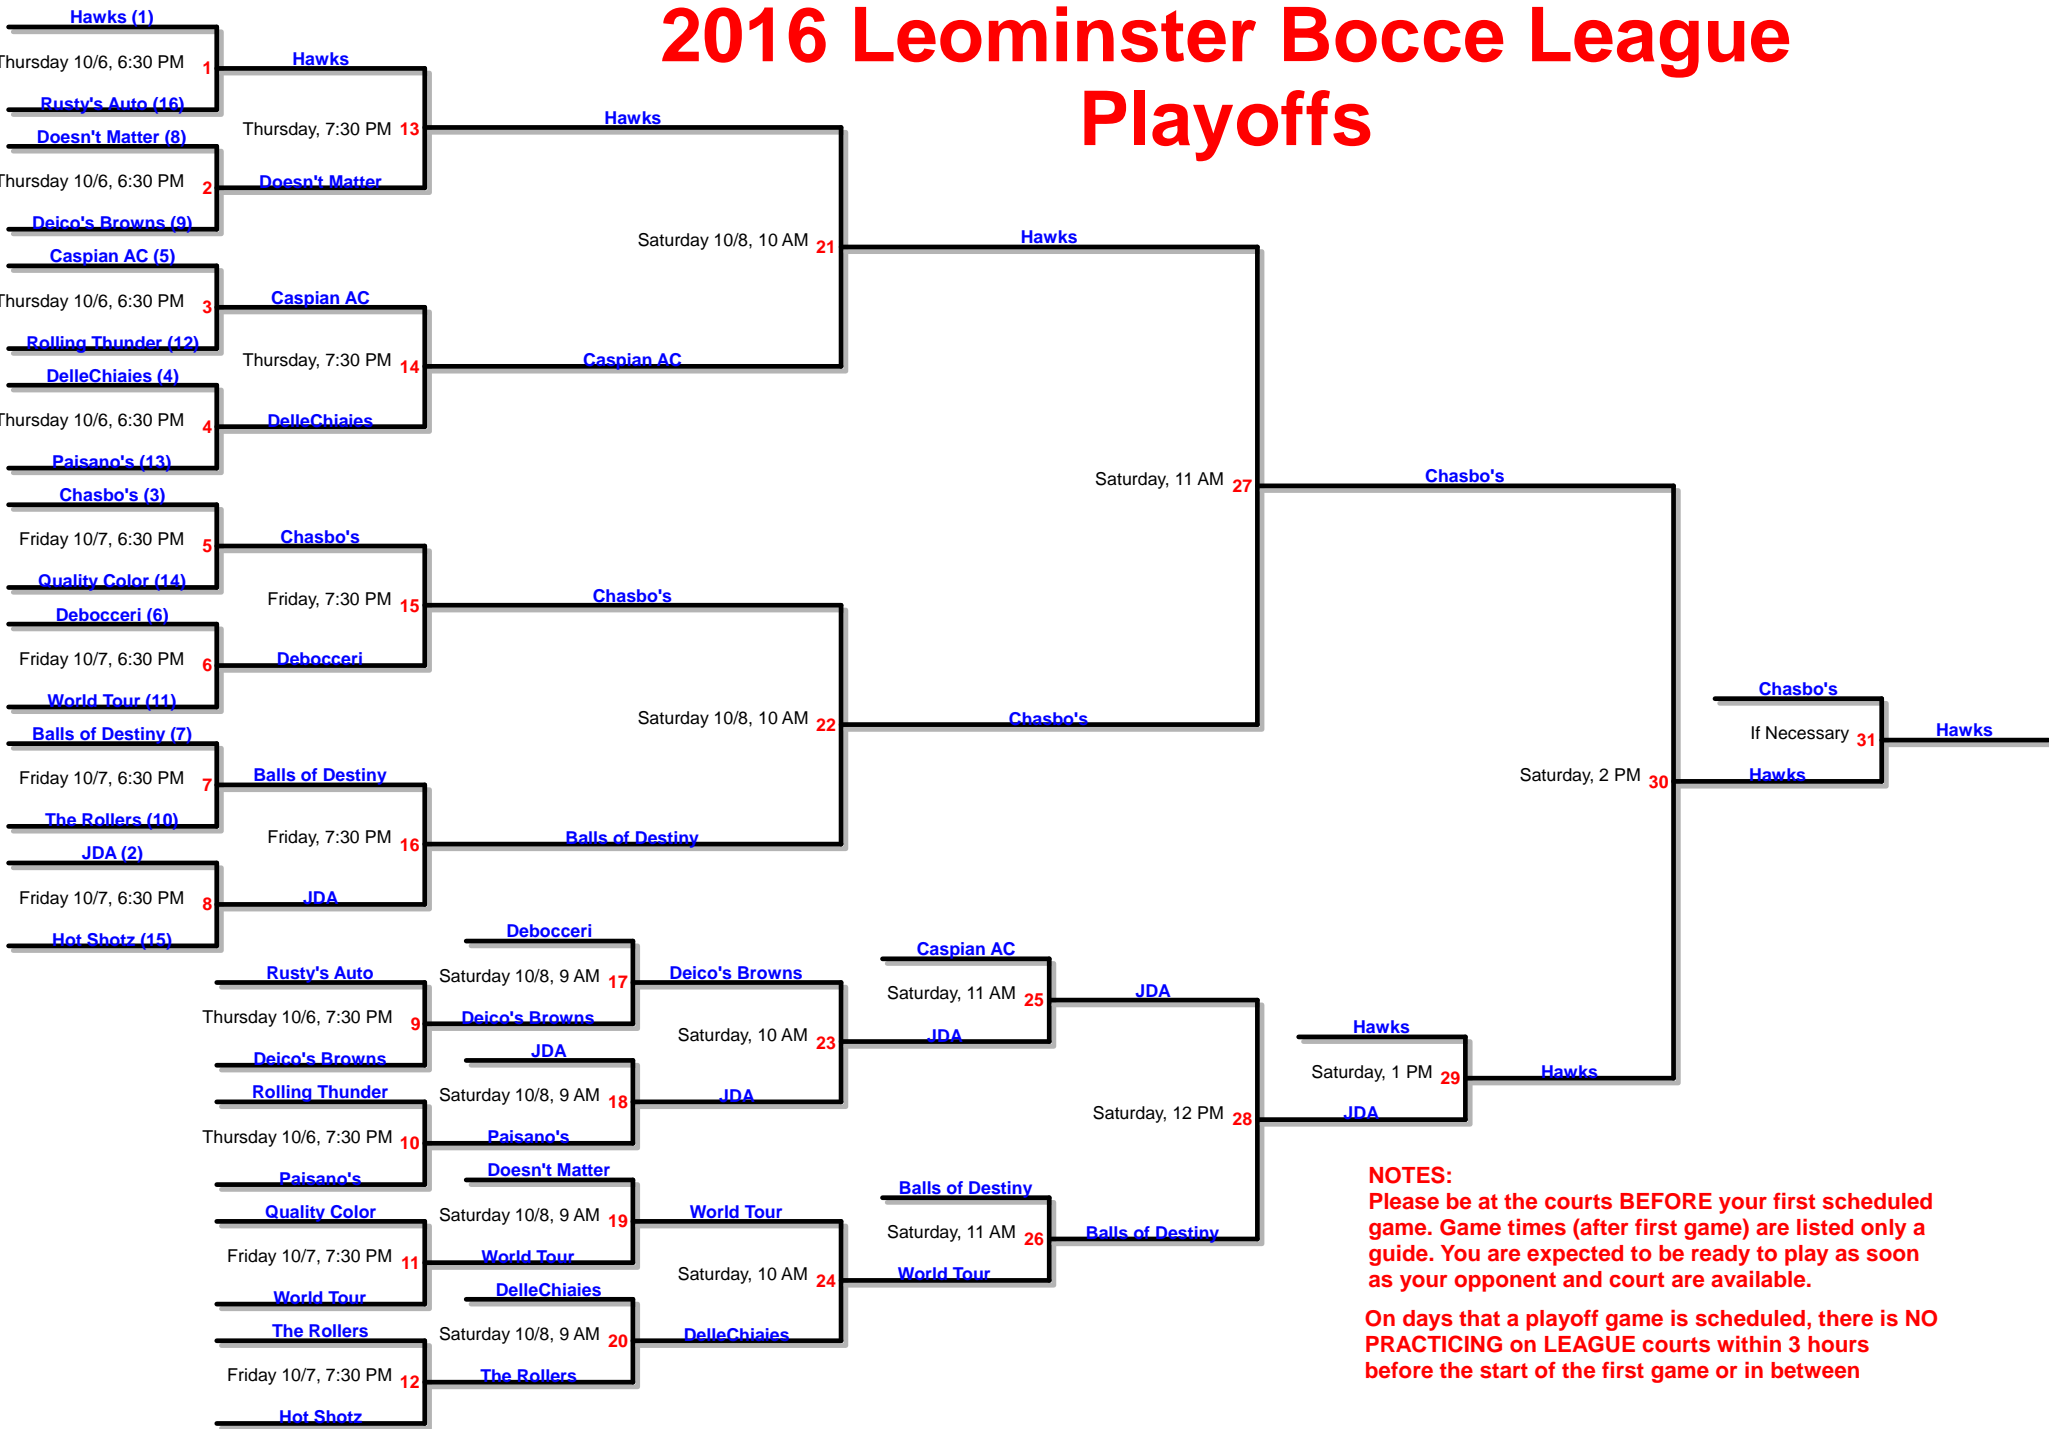 2016 Leominster Bocce League
Playoffs
Hawks (1)
Thursday 10/6, 6:30 PM 1
Rusty's Auto (16)
Doesn't Matter (8)
Thursday 10/6, 6:30 PM 2
Deico's Browns (9)
Caspian AC (5)
Thursday 10/6, 6:30 PM 3
Rolling Thunder (12)
DelleChiaies (4)
Thursday 10/6, 6:30 PM 4
Paisano's (13)
Chasbo's (3)
Friday 10/7, 6:30 PM 5
Quality Color (14)
Debocceri (6)
Friday 10/7, 6:30 PM 6
World Tour (11)
Balls of Destiny (7)
Friday 10/7, 6:30 PM 7
The Rollers (10)
JDA (2)
Friday 10/7, 6:30 PM 8
Hot Shotz (15)
Hawks
Thursday, 7:30 PM 13
Doesn't Matter
Caspian AC
Thursday, 7:30 PM 14
DelleChiaies
Chasbo's
Friday, 7:30 PM 15
Debocceri
Balls of Destiny
Friday, 7:30 PM 16
JDA
Hawks
Saturday 10/8, 10 AM 21
Caspian AC
Chasbo's
Saturday 10/8, 10 AM 22
Balls of Destiny
Hawks
Saturday, 11 AM 27
Chasbo's
Chasbo's
Saturday, 2 PM 30
Hawks
Chasbo's
If Necessary 31
Hawks
Hawks
Rusty's Auto
Thursday 10/6, 7:30 PM 9
Deico's Browns
Rolling Thunder
Thursday 10/6, 7:30 PM 10
Paisano's
Quality Color
Friday 10/7, 7:30 PM 11
World Tour
The Rollers
Friday 10/7, 7:30 PM 12
Hot Shotz
Debocceri
Saturday 10/8, 9 AM 17
Deico's Browns
JDA
Saturday 10/8, 9 AM 18
Paisano's
Doesn't Matter
Saturday 10/8, 9 AM 19
World Tour
DelleChiaies
Saturday 10/8, 9 AM 20
The Rollers
Deico's Browns
Saturday, 10 AM 23
JDA
World Tour
Saturday, 10 AM 24
DelleChiaies
Caspian AC
Saturday, 11 AM 25
JDA
Balls of Destiny
Saturday, 11 AM 26
World Tour
JDA
Saturday, 12 PM 28
Balls of Destiny
Hawks
Saturday, 1 PM 29
JDA
NOTES:
Please be at the courts BEFORE your first scheduled
game. Game times (after first game) are listed only a
guide. You are expected to be ready to play as soon
as your opponent and court are available.
On days that a playoff game is scheduled, there is NO
PRACTICING on LEAGUE courts within 3 hours
before the start of the first game or in between